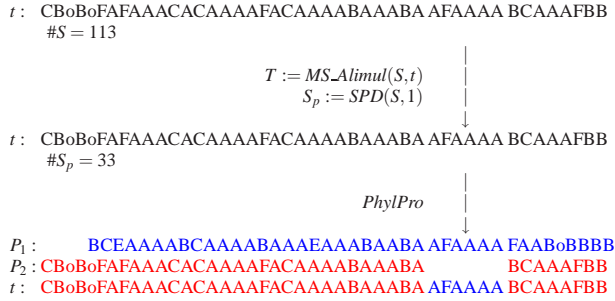 t : CBoBoFAFAAACACAAAAFACAAAABAAABA AFAAAA BCAAAFBB
#S = 113
T := MS_Alimul(S,t)
S_p := SPD(S,1)
t : CBoBoFAFAAACACAAAAFACAAAABAAABA AFAAAA BCAAAFBB
#S_p = 33
PhylPro
P_1 : BCEAAAABCAAAABAAAEAAABAABA AFAAAA FAABoBBBB
P_2 : CBoBoFAFAAACACAAAAFACAAAABAAABA BCAAAFBB
t : CBoBoFAFAAACACAAAAFACAAAABAAABA AFAAAA BCAAAFBB